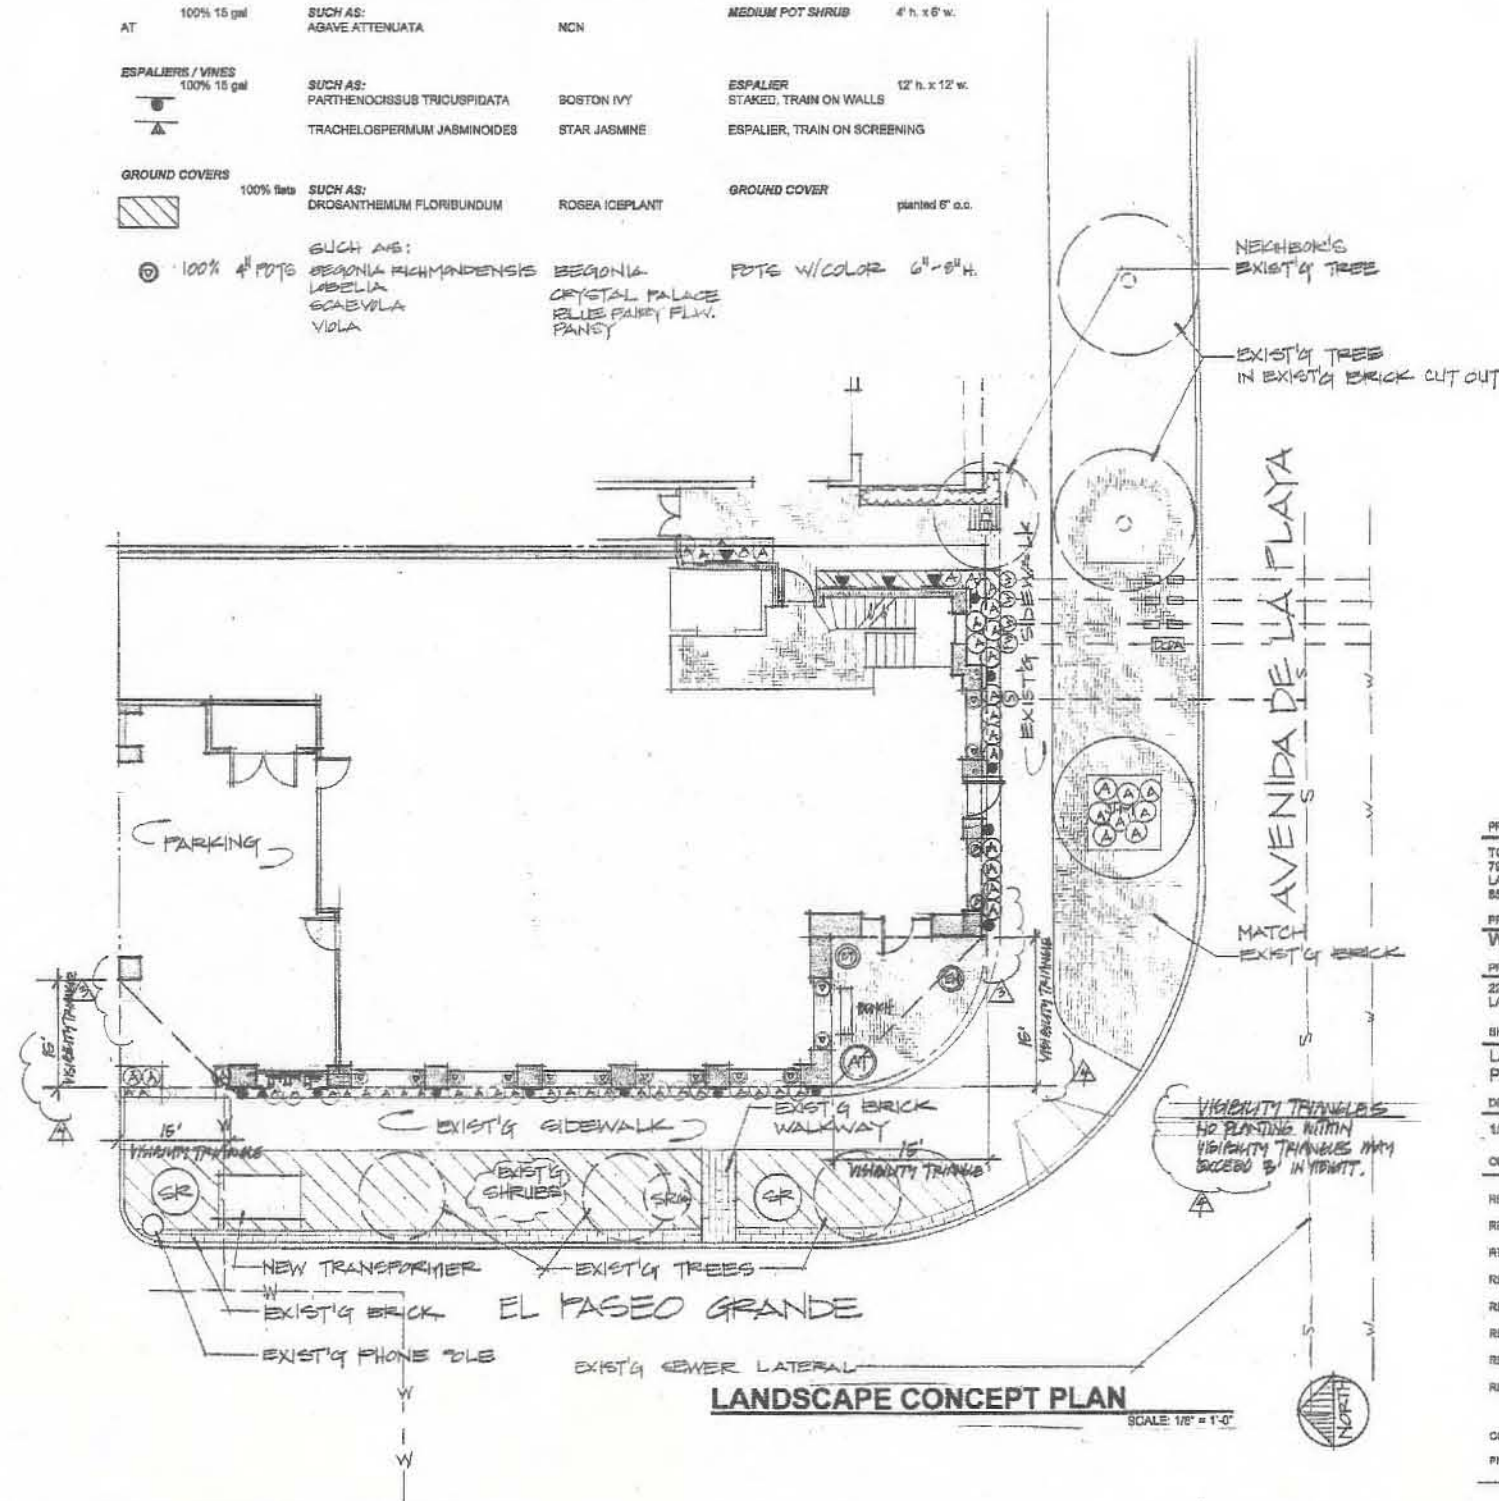 100% 15 gal SUCH AS: MEDIUM POT SHRUB 4' h. x 6' w.
AT AGAVE ATTENUATA NCN
ESPALIERS / VINES
100% 15 gal SUCH AS: ESPALIER 12' h. x 12' w.
PARTHENOCISSUS TRICUSPIDATA BOSTON IVY STAKED, TRAIN ON WALLS
TRACHELOSPERMUM JASMINOIDES STAR JASMINE ESPALIER, TRAIN ON SCREENING
GROUND COVERS
100% flats SUCH AS: GROUND COVER
DROSANTHEMUM FLORIBUNDUM ROSEA ICEPLANT planted 6" o.c.
SUCH AS:
100% 4" POTS BEGONIA RICHMONDENSIS BEGONIA POTS W/COLOR 6"-8" H.
LOBELIA CRYSTAL PALACE
SCAEVOLA BLUE FAIRY FLW.
VIOLA PANSY
NEIGHBOR'S
EXIST'G TREE
EXIST'G TREE
IN EXIST'G BRICK CUT OUT
EXIST'G SIDEWALK
AVENIDA DE LA PLAYA
PARKING
MATCH
EXIST'G BRICK
BENCH
AT
15'
VISIBILITY TRIANGLE
15'
VISIBILITY TRIANGLE
EXIST'G SIDEWALK
EXIST'G BRICK
WALKWAY
15'
VISIBILITY TRIANGLE
15'
VISIBILITY TRIANGLE
VISIBILITY TRIANGLES
NO PLANTING WITHIN
VISIBILITY TRIANGLES MAY
EXCEED 3' IN HEIGHT.
SR
EXIST'G
SHRUBS
SR
SR
NEW TRANSFORMER
EXIST'G TREES
EXIST'G BRICK
EL PASEO GRANDE
EXIST'G PHONE POLE
EXIST'G SEWER LATERAL
LANDSCAPE CONCEPT PLAN
SCALE: 1/8" = 1'-0"
NORTH